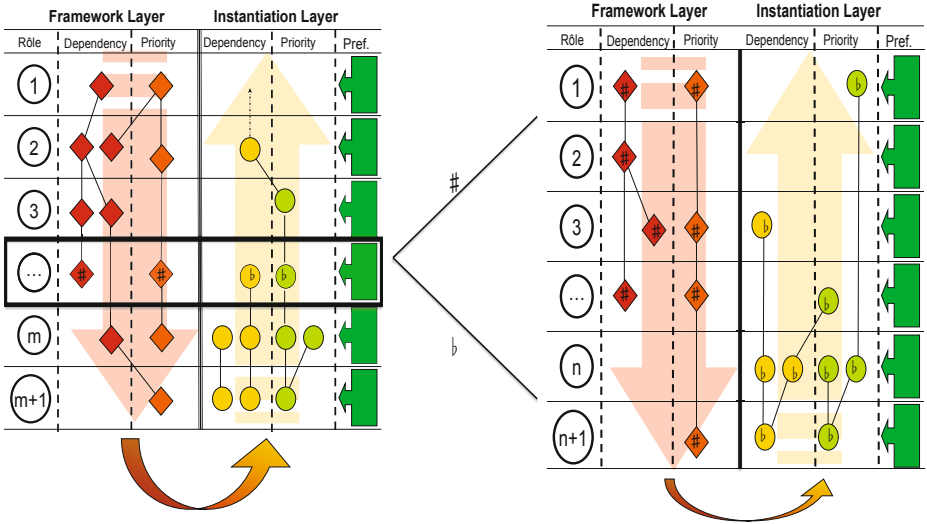 Framework Layer Instantiation Layer
Rôle Dependency Priority Dependency Priority Pref.
1
2
3
... ♯ ♯ ♭ ♭
m
m+1
♯
♭
Framework Layer Instantiation Layer
Rôle Dependency Priority Dependency Priority Pref.
1 ♯ ♯ ♭
2 ♯
3 ♯ ♯ ♭
... ♯ ♯ ♭
n ♭ ♭ ♭ ♭
n+1 ♯ ♭ ♭